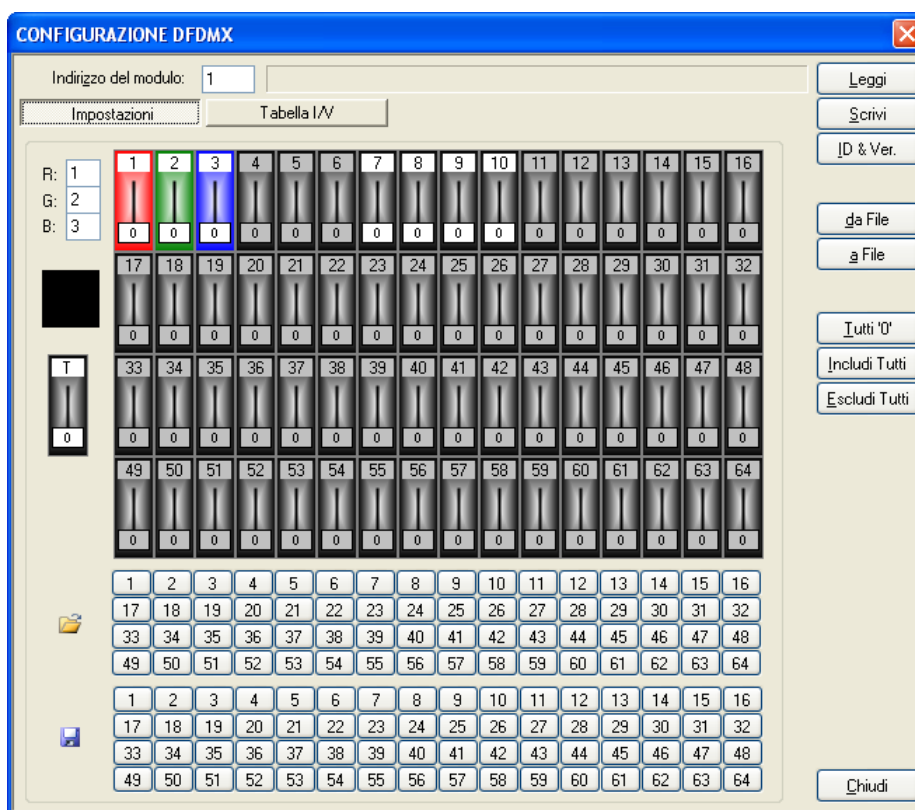 CONFIGURAZIONE DFDMX
Indirizzo del modulo: 1
Leggi
Impostazioni Tabella I/V
Scrivi
ID & Ver.
R: 1
G: 2
B: 3
1 2 3 4 5 6 7 8 9 10 11 12 13 14 15 16
0 0 0 0 0 0 0 0 0 0 0 0 0 0 0 0
da File
a File
17 18 19 20 21 22 23 24 25 26 27 28 29 30 31 32
0 0 0 0 0 0 0 0 0 0 0 0 0 0 0 0
Tutti '0'
Includi Tutti
Escludi Tutti
T
0
33 34 35 36 37 38 39 40 41 42 43 44 45 46 47 48
0 0 0 0 0 0 0 0 0 0 0 0 0 0 0 0
49 50 51 52 53 54 55 56 57 58 59 60 61 62 63 64
0 0 0 0 0 0 0 0 0 0 0 0 0 0 0 0
1 2 3 4 5 6 7 8 9 10 11 12 13 14 15 16
17 18 19 20 21 22 23 24 25 26 27 28 29 30 31 32
33 34 35 36 37 38 39 40 41 42 43 44 45 46 47 48
49 50 51 52 53 54 55 56 57 58 59 60 61 62 63 64
1 2 3 4 5 6 7 8 9 10 11 12 13 14 15 16
17 18 19 20 21 22 23 24 25 26 27 28 29 30 31 32
33 34 35 36 37 38 39 40 41 42 43 44 45 46 47 48
49 50 51 52 53 54 55 56 57 58 59 60 61 62 63 64
Chiudi